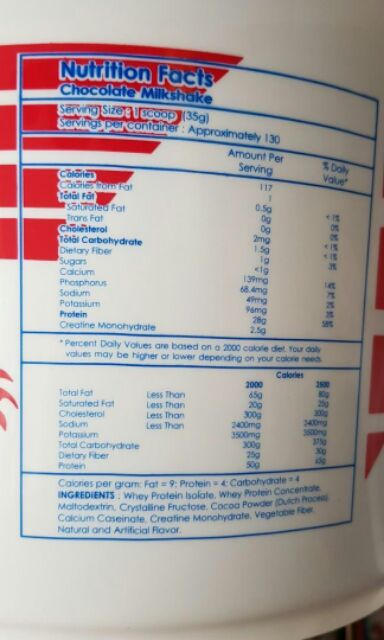 Nutrition Facts
Chocolate Milkshake
Serving Size : 1 scoop (35g)
Servings per container : Approximately 130
Amount Per Serving % Daily Value*
Calories 117
Calories from Fat 1
Total Fat 0.5g < 1%
Saturated Fat 0g 0%
Trans Fat 0g 0%
Cholesterol 2mg < 1%
Total Carbohydrate 1.5g < 1%
Dietary Fiber 1g 3%
Sugars <1g
Calcium 139mg 14%
Phosphorus 68.4mg 7%
Sodium 49mg 2%
Potassium 96mg 3%
Protein 28g 58%
Creatine Monohydrate 2.5g
* Percent Daily Values are based on a 2000 calorie diet. Your daily
values may be higher or lower depending on your calorie needs.
Calories
2000 2500
Total Fat Less Than 65g 80g
Saturated Fat Less Than 20g 25g
Cholesterol Less Than 300g 300g
Sodium Less Than 2400mg 2400mg
Potassium 3500mg 3500mg
Total Carbohydrate 300g 375g
Dietary Fiber 25g 30g
Protein 50g 65g
Calories per gram: Fat = 9; Protein = 4; Carbohydrate = 4
INGREDIENTS : Whey Protein Isolate, Whey Protein Concentrate,
Maltodextrin, Crystalline Fructose, Cocoa Powder (Dutch Process)
Calcium Caseinate, Creatine Monohydrate, Vegetable Fiber,
Natural and Artificial Flavor.